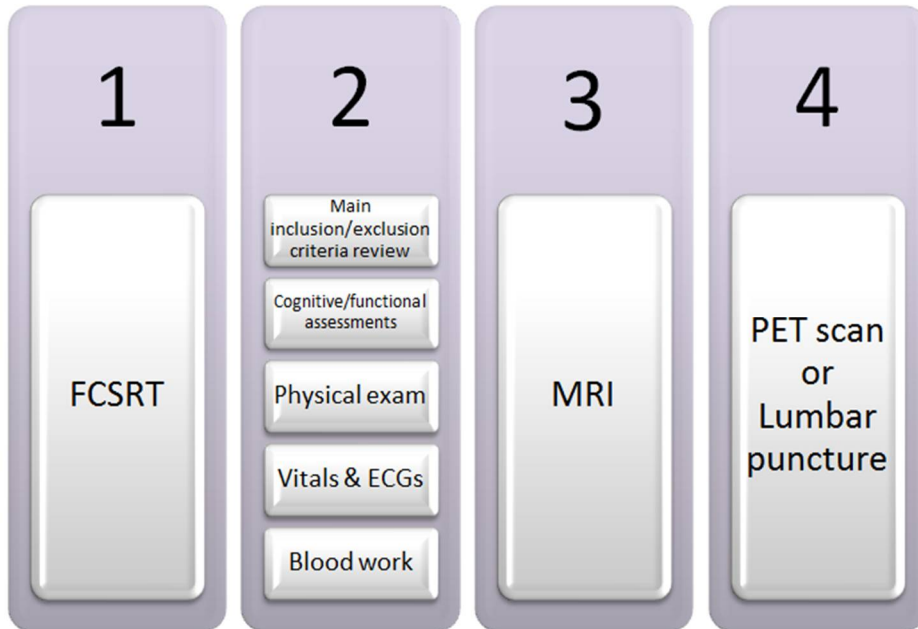 1
FCSRT
2
Main
inclusion/exclusion
criteria review
Cognitive/functional
assessments
Physical exam
Vitals & ECGs
Blood work
3
MRI
4
PET scan
or
Lumbar
puncture